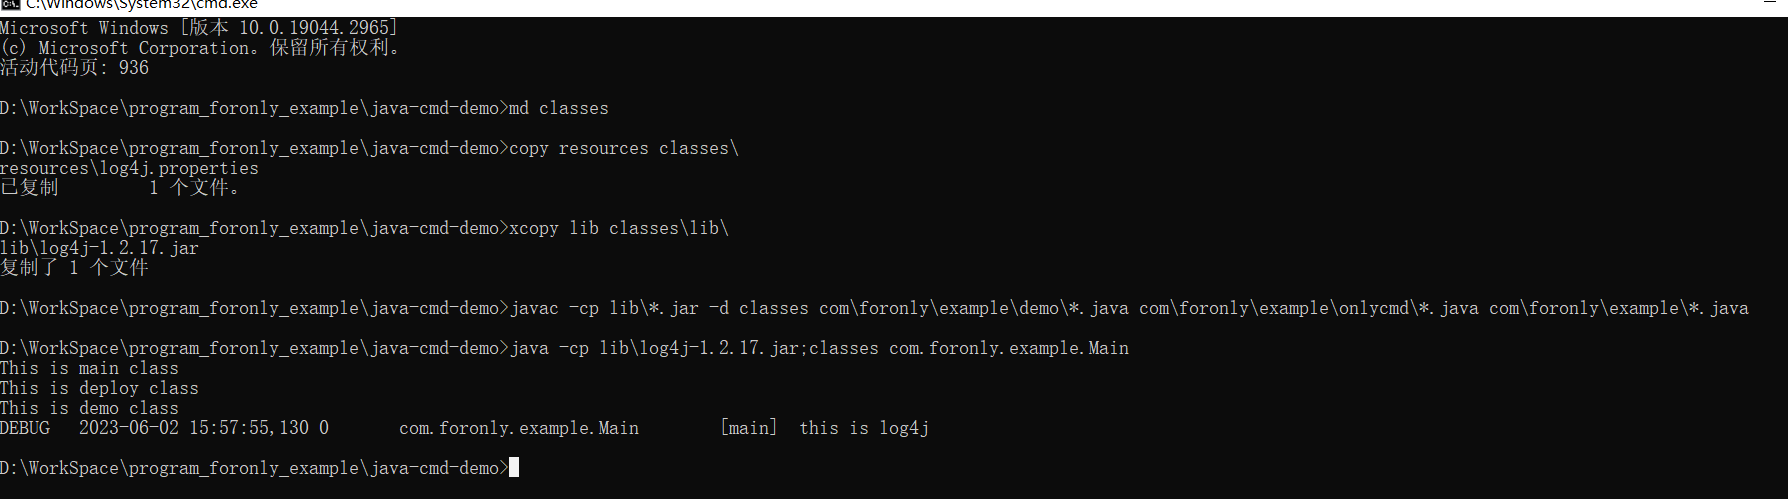 C:\Windows\System32\cmd.exe
Microsoft Windows [版本 10.0.19044.2965]
(c) Microsoft Corporation。保留所有权利。
活动代码页: 936
D:\WorkSpace\program_foronly_example\java-cmd-demo>md classes
D:\WorkSpace\program_foronly_example\java-cmd-demo>copy resources classes\
resources\log4j.properties
已复制         1 个文件。
D:\WorkSpace\program_foronly_example\java-cmd-demo>xcopy lib classes\lib\
lib\log4j-1.2.17.jar
复制了 1 个文件
D:\WorkSpace\program_foronly_example\java-cmd-demo>javac -cp lib\*.jar -d classes com\foronly\example\demo\*.java com\foronly\example\onlycmd\*.java com\foronly\example\*.java
D:\WorkSpace\program_foronly_example\java-cmd-demo>java -cp lib\log4j-1.2.17.jar;classes com.foronly.example.Main
This is main class
This is deploy class
This is demo class
DEBUG   2023-06-02 15:57:55,130 0       com.foronly.example.Main        [main]  this is log4j
D:\WorkSpace\program_foronly_example\java-cmd-demo>